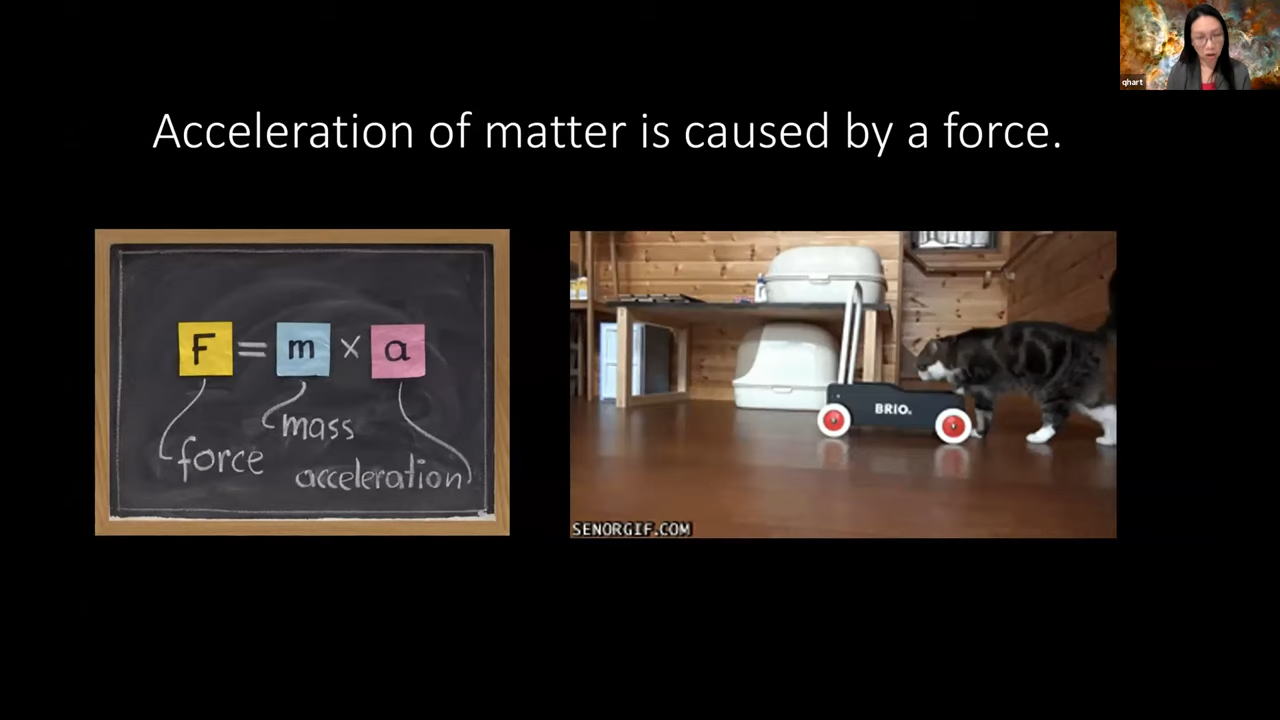 qhart
Acceleration of matter is caused by a force.
F = m × a
mass
force
acceleration
BRIO.
SENORGIF.COM